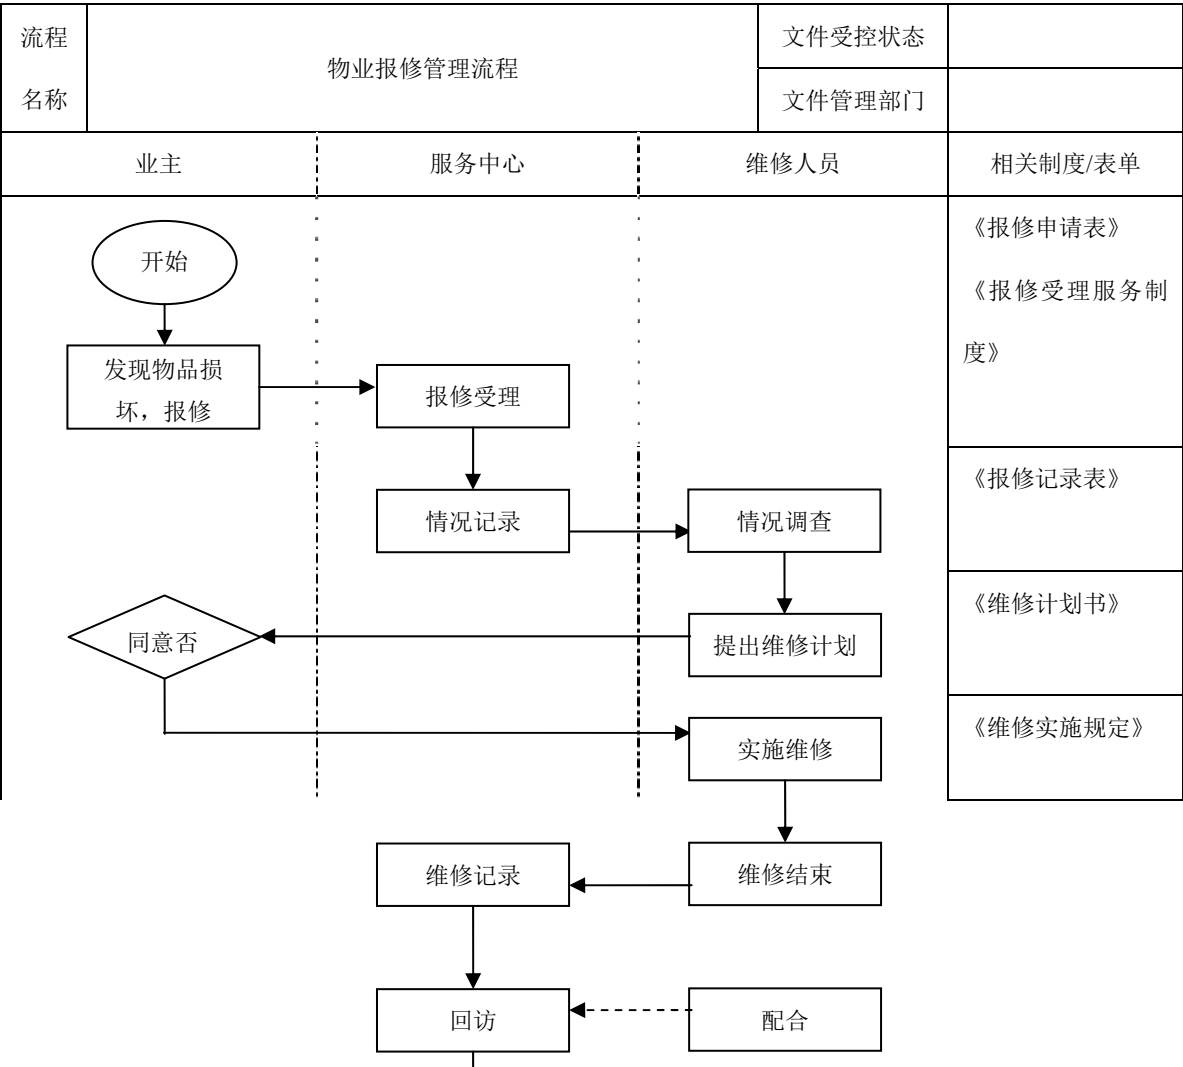 流程
名称
物业报修管理流程
文件受控状态
文件管理部门
业主
服务中心
维修人员
相关制度/表单
开始
发现物品损
坏，报修
报修受理
情况记录
情况调查
同意否
提出维修计划
实施维修
维修记录
维修结束
回访
配合
《报修申请表》
《报修受理服务制
度》
《报修记录表》
《维修计划书》
《维修实施规定》